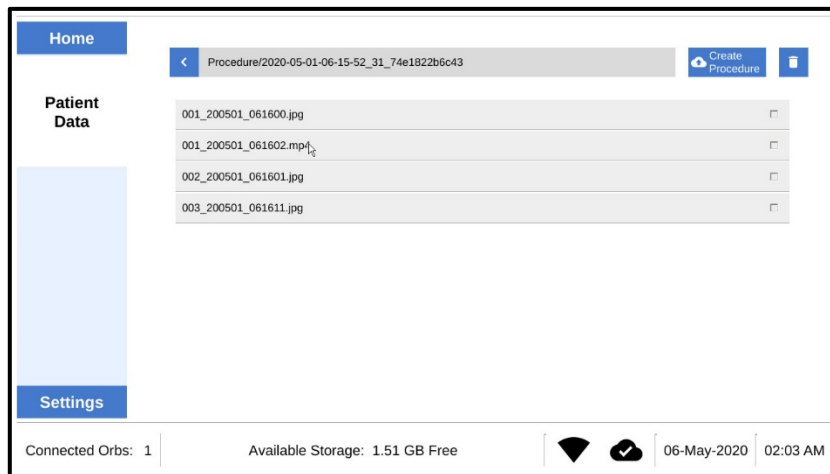 Home
Patient
Data
Settings
Procedure/2020-05-01-06-15-52_31_74e1822b6c43
Create
Procedure
001_200501_061600.jpg
001_200501_061602.mp4
002_200501_061601.jpg
003_200501_061611.jpg
Connected Orbs: 1
Available Storage: 1.51 GB Free
06-May-2020
02:03 AM